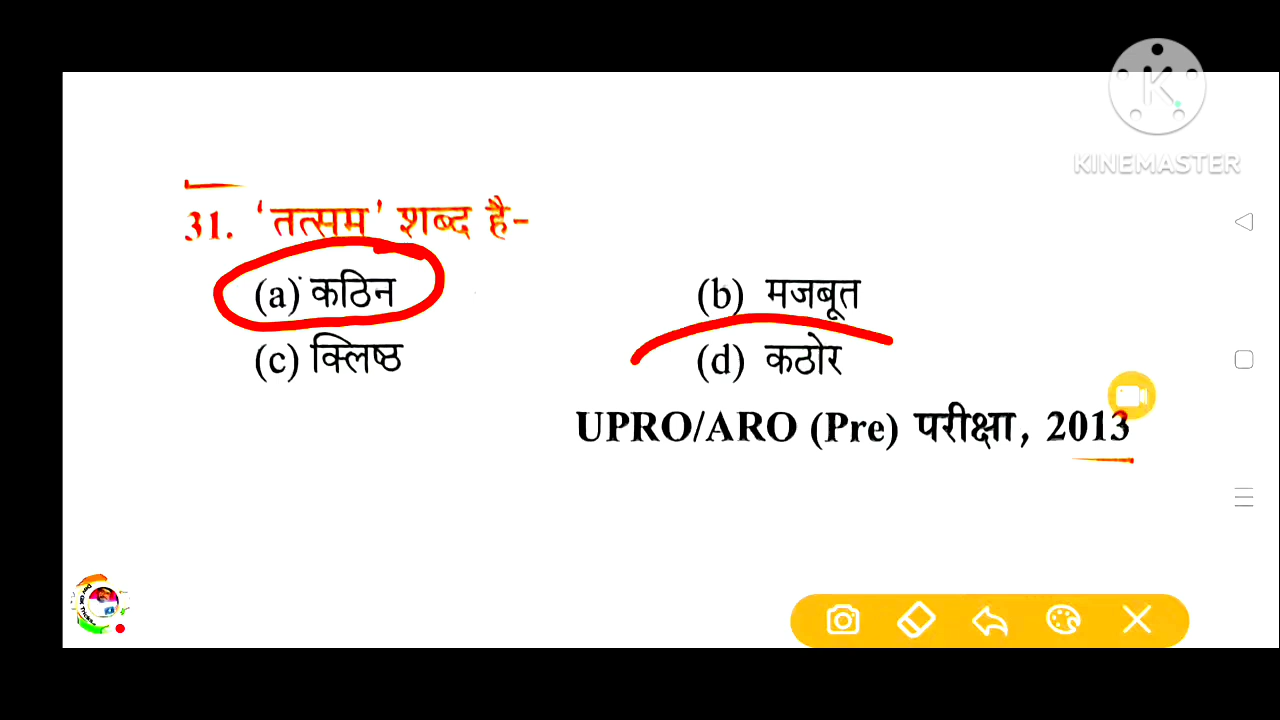 KINEMASTER
31. 'तत्सम' शब्द है-
(a) कठिन (b) मजबूत
(c) क्लिष्ठ (d) कठोर
UPRO/ARO (Pre) परीक्षा, 2013